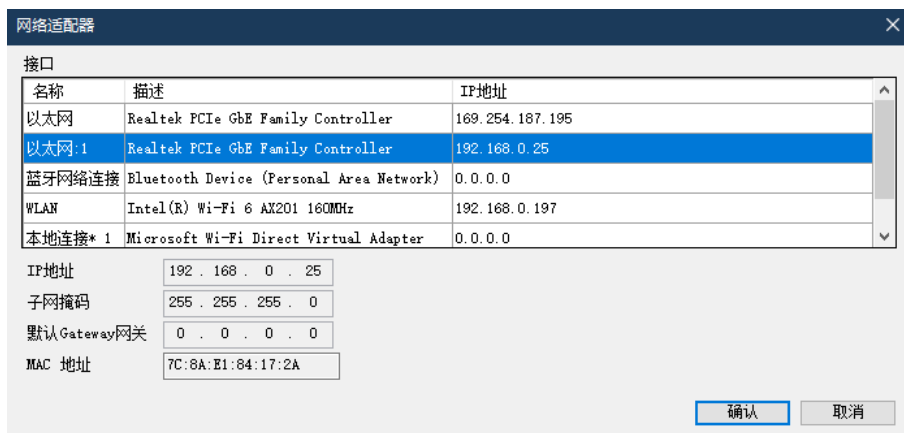 网络适配器
接口
名称 描述 IP地址
以太网 Realtek PCIe GbE Family Controller 169.254.187.195
以太网:1 Realtek PCIe GbE Family Controller 192.168.0.25
蓝牙网络连接 Bluetooth Device (Personal Area Network) 0.0.0.0
WLAN Intel(R) Wi-Fi 6 AX201 160MHz 192.168.0.197
本地连接* 1 Microsoft Wi-Fi Direct Virtual Adapter 0.0.0.0
IP地址 192 . 168 . 0 . 25
子网掩码 255 . 255 . 255 . 0
默认Gateway网关 0 . 0 . 0 . 0
MAC 地址 7C:8A:E1:84:17:2A
确认 取消